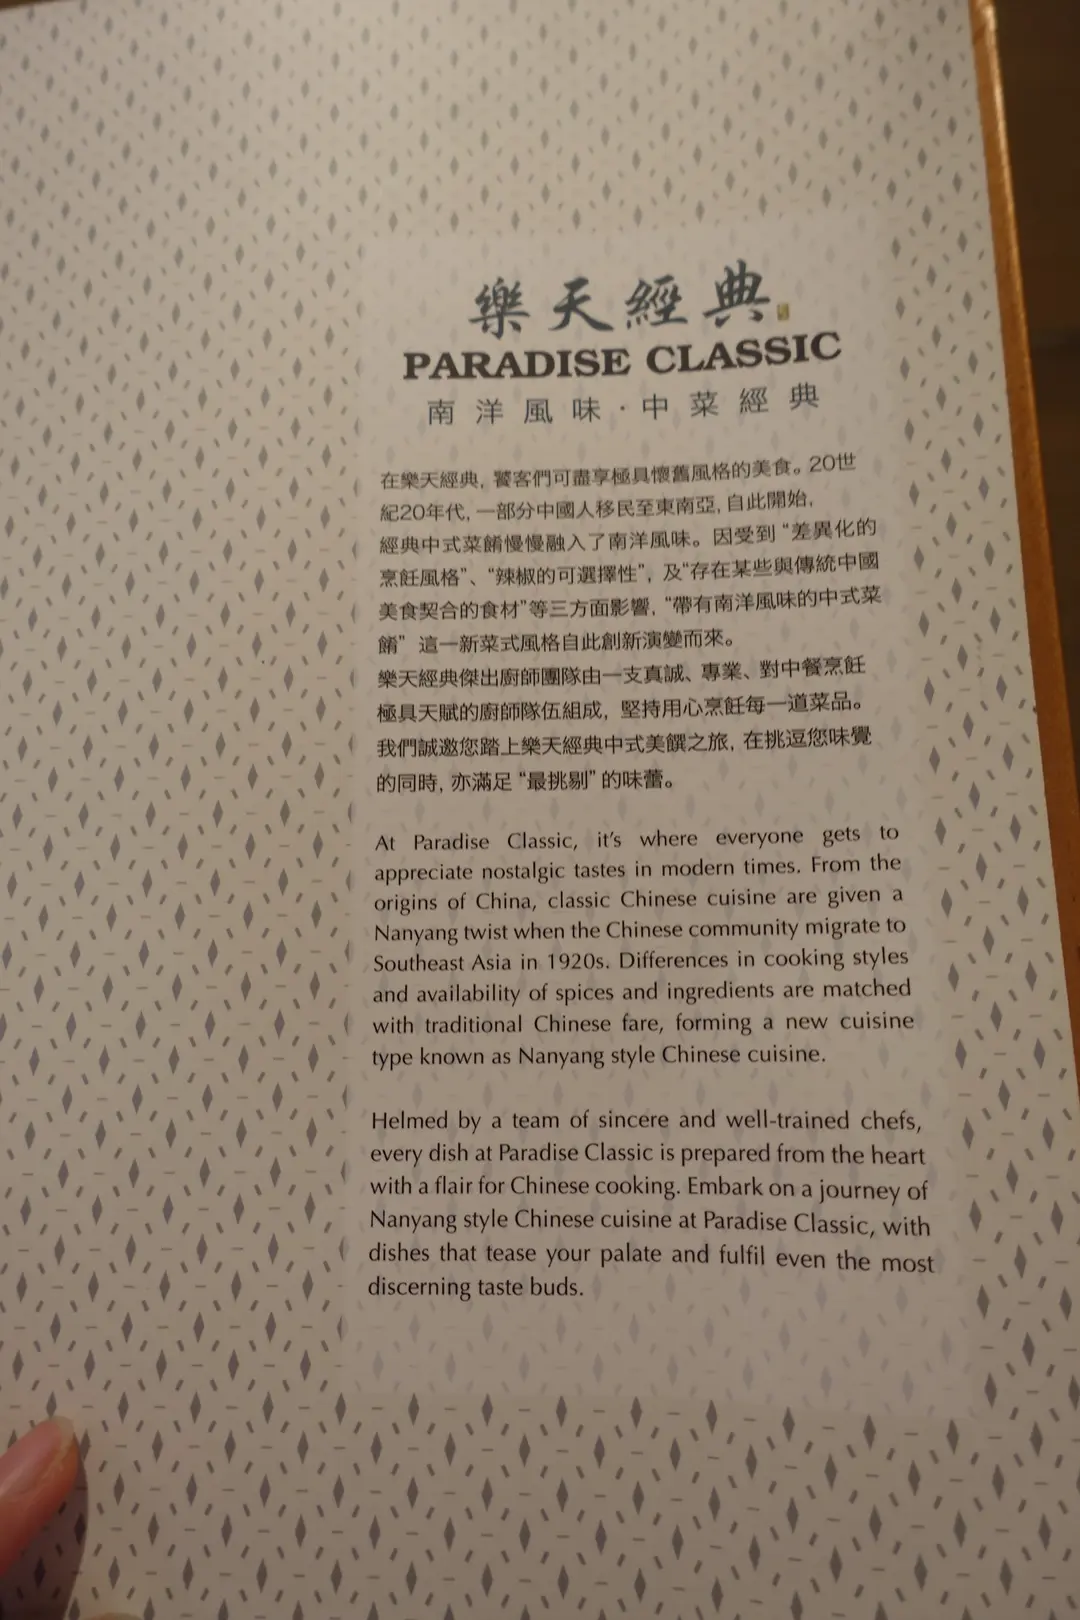 樂天經典
PARADISE CLASSIC
南洋風味·中菜經典
在樂天經典, 饕客們可盡享極具懷舊風格的美食。20世
紀20年代, 一部分中國人移民至東南亞, 自此開始,
經典中式菜餚慢慢融入了南洋風味。因受到 “差異化的
烹飪風格”、“辣椒的可選擇性”, 及“存在某些與傳統中國
美食契合的食材”等三方面影響, “帶有南洋風味的中式菜
餚” 這一新菜式風格自此創新演變而來。
樂天經典傑出廚師團隊由一支真誠、專業、對中餐烹飪
極具天賦的廚師隊伍組成, 堅持用心烹飪每一道菜品。
我們誠邀您踏上樂天經典中式美饌之旅, 在挑逗您味覺
的同時, 亦滿足 “最挑剔” 的味蕾。
At Paradise Classic, it's where everyone gets to
appreciate nostalgic tastes in modern times. From the
origins of China, classic Chinese cuisine are given a
Nanyang twist when the Chinese community migrate to
Southeast Asia in 1920s. Differences in cooking styles
and availability of spices and ingredients are matched
with traditional Chinese fare, forming a new cuisine
type known as Nanyang style Chinese cuisine.
Helmed by a team of sincere and well-trained chefs,
every dish at Paradise Classic is prepared from the heart
with a flair for Chinese cooking. Embark on a journey of
Nanyang style Chinese cuisine at Paradise Classic, with
dishes that tease your palate and fulfil even the most
discerning taste buds.